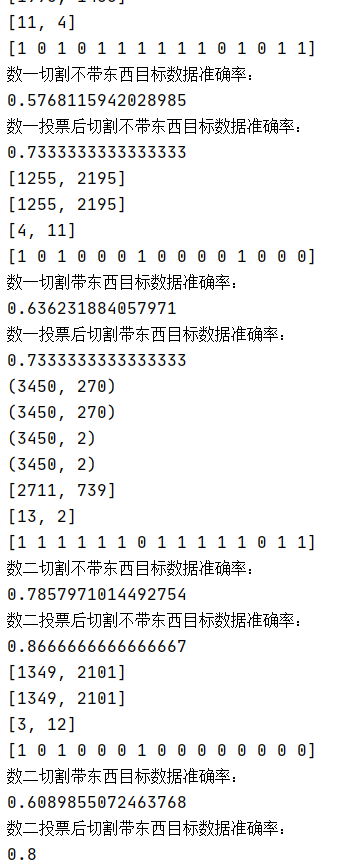 [11, 4]
[1 0 1 0 1 1 1 1 1 1 0 1 0 1 1]
数一切割不带东西目标数据准确率：
0.5768115942028985
数一投票后切割不带东西目标数据准确率：
0.7333333333333333
[1255, 2195]
[1255, 2195]
[4, 11]
[1 0 1 0 0 0 1 0 0 0 0 1 0 0 0]
数一切割带东西目标数据准确率：
0.636231884057971
数一投票后切割带东西目标数据准确率：
0.7333333333333333
(3450, 270)
(3450, 270)
(3450, 2)
(3450, 2)
[2711, 739]
[13, 2]
[1 1 1 1 1 1 0 1 1 1 1 1 0 1 1]
数二切割不带东西目标数据准确率：
0.7857971014492754
数二投票后切割不带东西目标数据准确率：
0.8666666666666667
[1349, 2101]
[1349, 2101]
[3, 12]
[1 0 1 0 0 0 1 0 0 0 0 0 0 0 0]
数二切割带东西目标数据准确率：
0.6089855072463768
数二投票后切割带东西目标数据准确率：
0.8